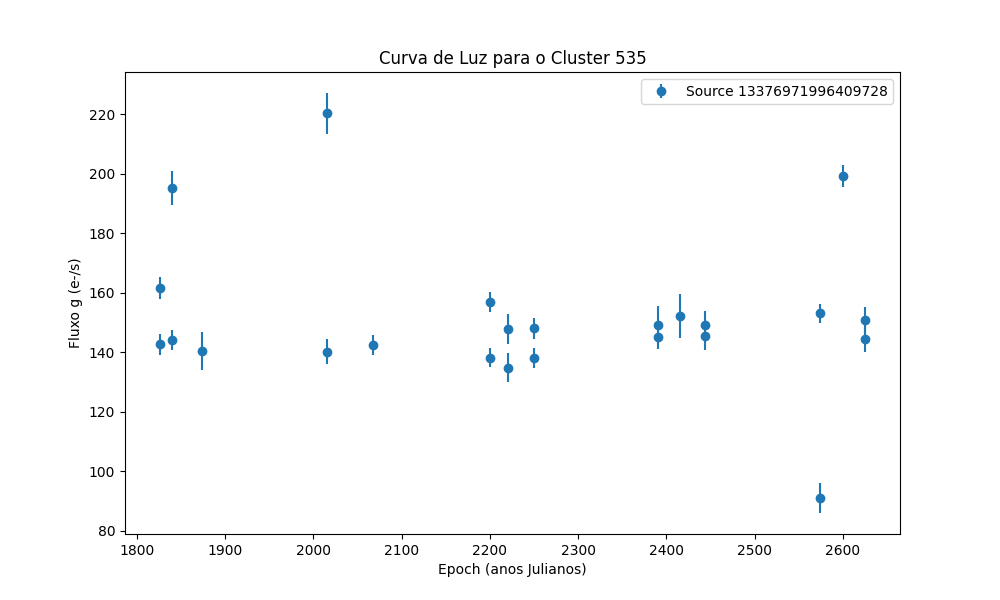 Curva de Luz para o Cluster 535
Source 13376971996409728
Fluxo g (e-/s)
220
200
180
160
140
120
100
80
1800 1900 2000 2100 2200 2300 2400 2500 2600
Epoch (anos Julianos)